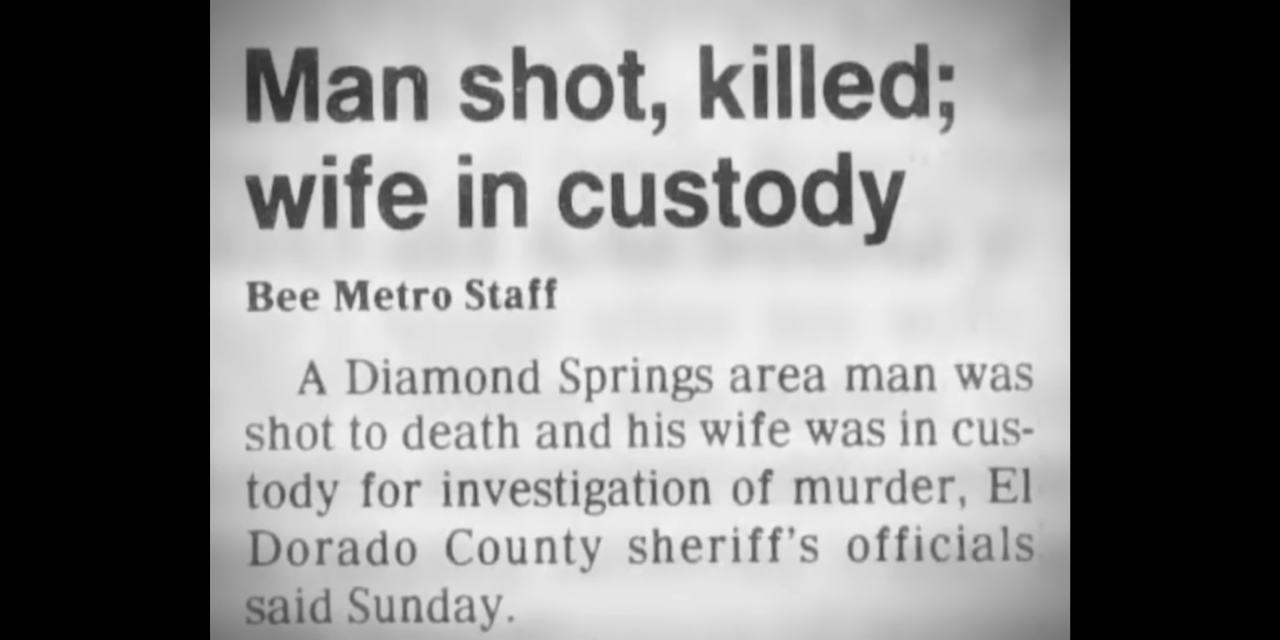 Man shot, killed;
wife in custody
Bee Metro Staff
A Diamond Springs area man was
shot to death and his wife was in cus-
tody for investigation of murder, El
Dorado County sheriff's officials
said Sunday.